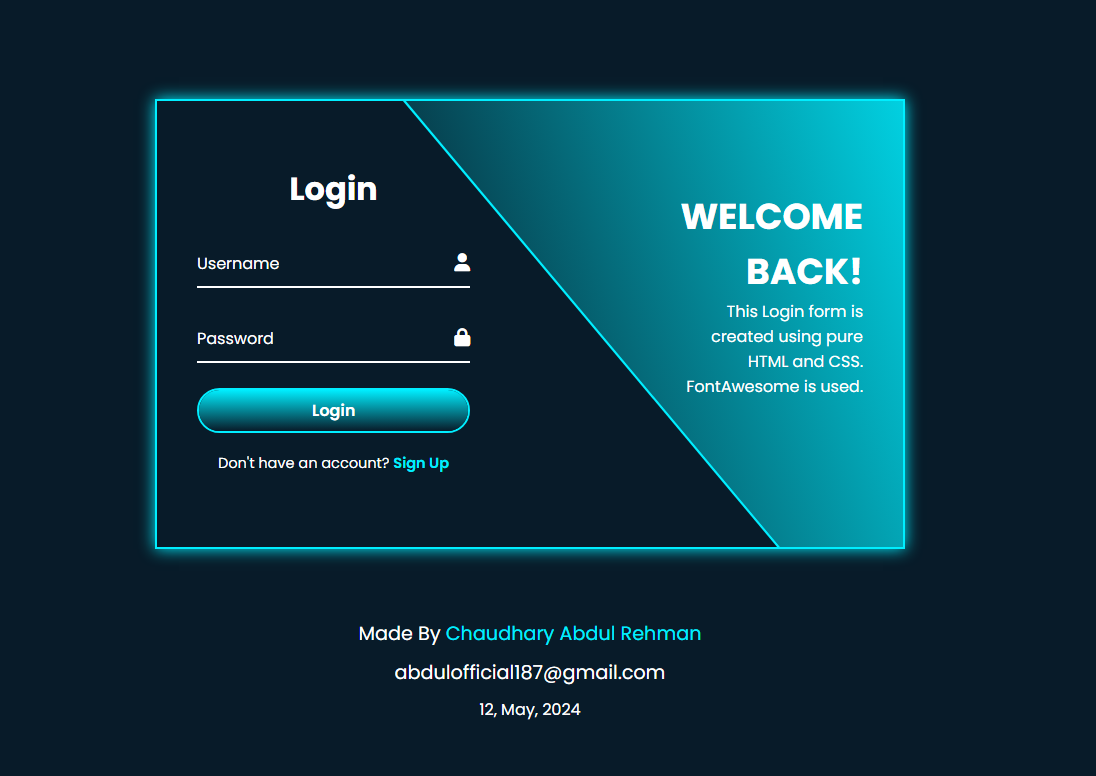 Login
Username
Password
Login
Don't have an account? Sign Up
WELCOME
BACK!
This Login form is
created using pure
HTML and CSS.
FontAwesome is used.
Made By Chaudhary Abdul Rehman
abdulofficial187@gmail.com
12, May, 2024